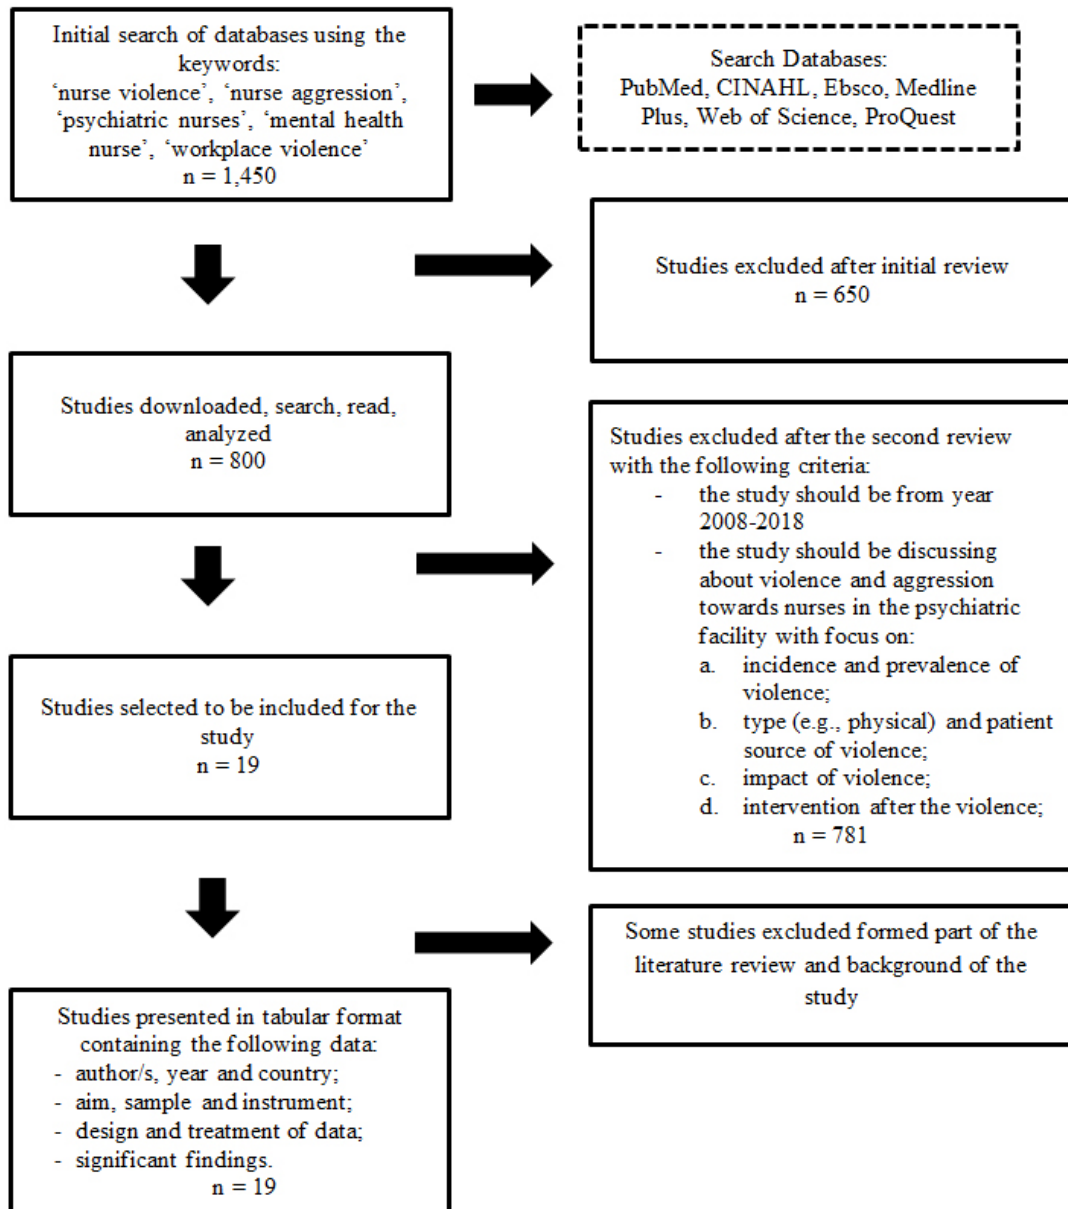 Initial search of databases using the
keywords:
‘nurse violence’, ‘nurse aggression’,
‘psychiatric nurses’, ‘mental health
nurse’, ‘workplace violence’
n = 1,450
Search Databases:
PubMed, CINAHL, Ebsco, Medline
Plus, Web of Science, ProQuest
Studies excluded after initial review
n = 650
Studies downloaded, search, read,
analyzed
n = 800
Studies excluded after the second review
with the following criteria:
- the study should be from year
2008-2018
- the study should be discussing
about violence and aggression
towards nurses in the psychiatric
facility with focus on:
a. incidence and prevalence of
violence;
b. type (e.g., physical) and patient
source of violence;
c. impact of violence;
d. intervention after the violence;
n = 781
Studies selected to be included for the
study
n = 19
Some studies excluded formed part of the
literature review and background of the
study
Studies presented in tabular format
containing the following data:
- author/s, year and country;
- aim, sample and instrument;
- design and treatment of data;
- significant findings.
n = 19